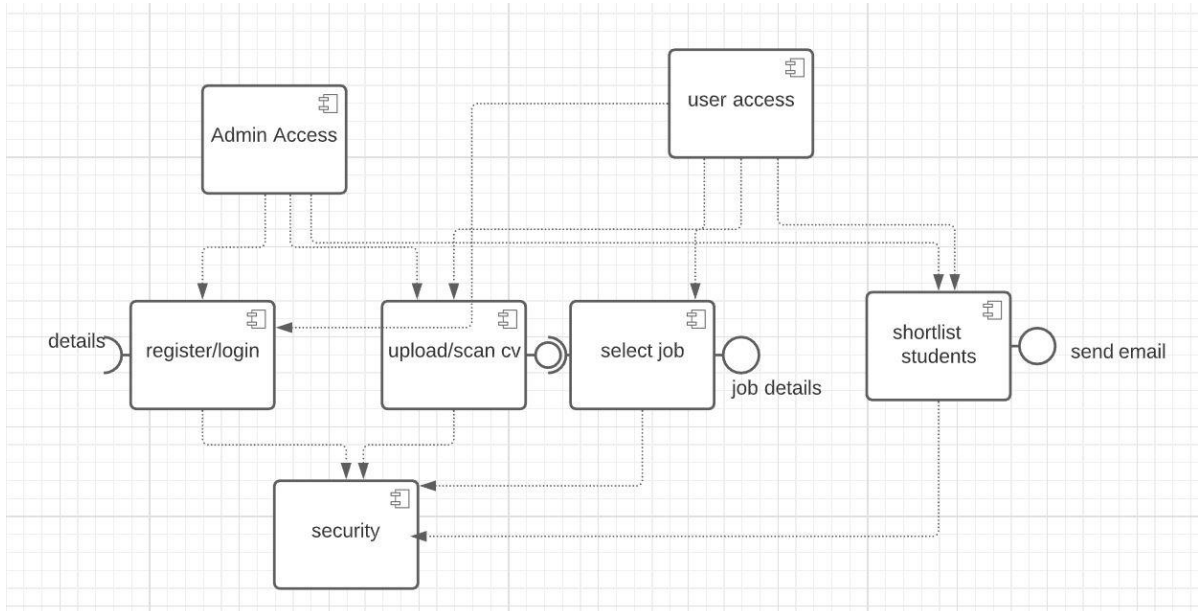 user access
Admin Access
details
register/login
upload/scan cv
select job
job details
shortlist
students
send email
security